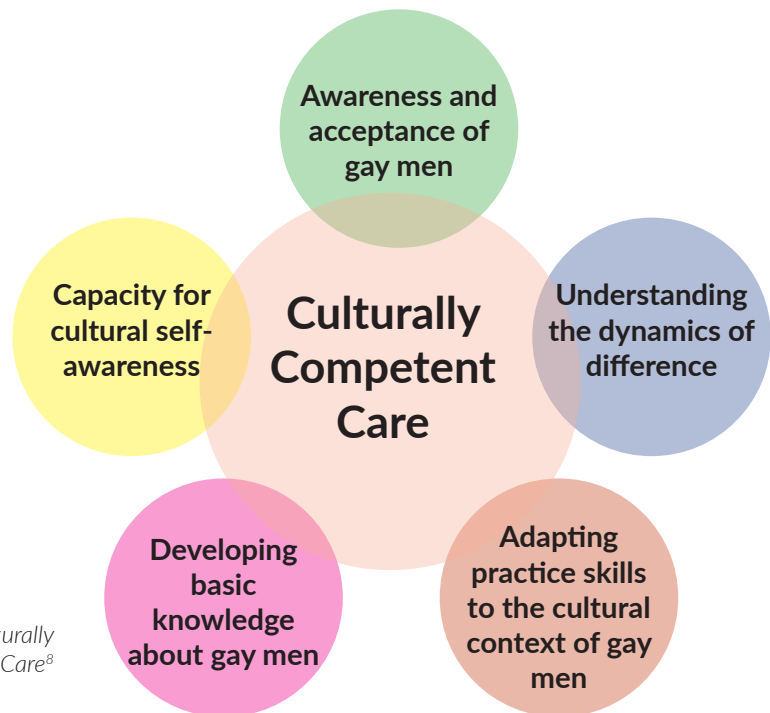 Awareness and
acceptance of
gay men
Capacity for
cultural self-
awareness
Culturally
Competent
Care
Understanding
the dynamics of
difference
Developing
basic
knowledge
about gay men
Adapting
practice skills
to the cultural
context of gay
men
Care⁸